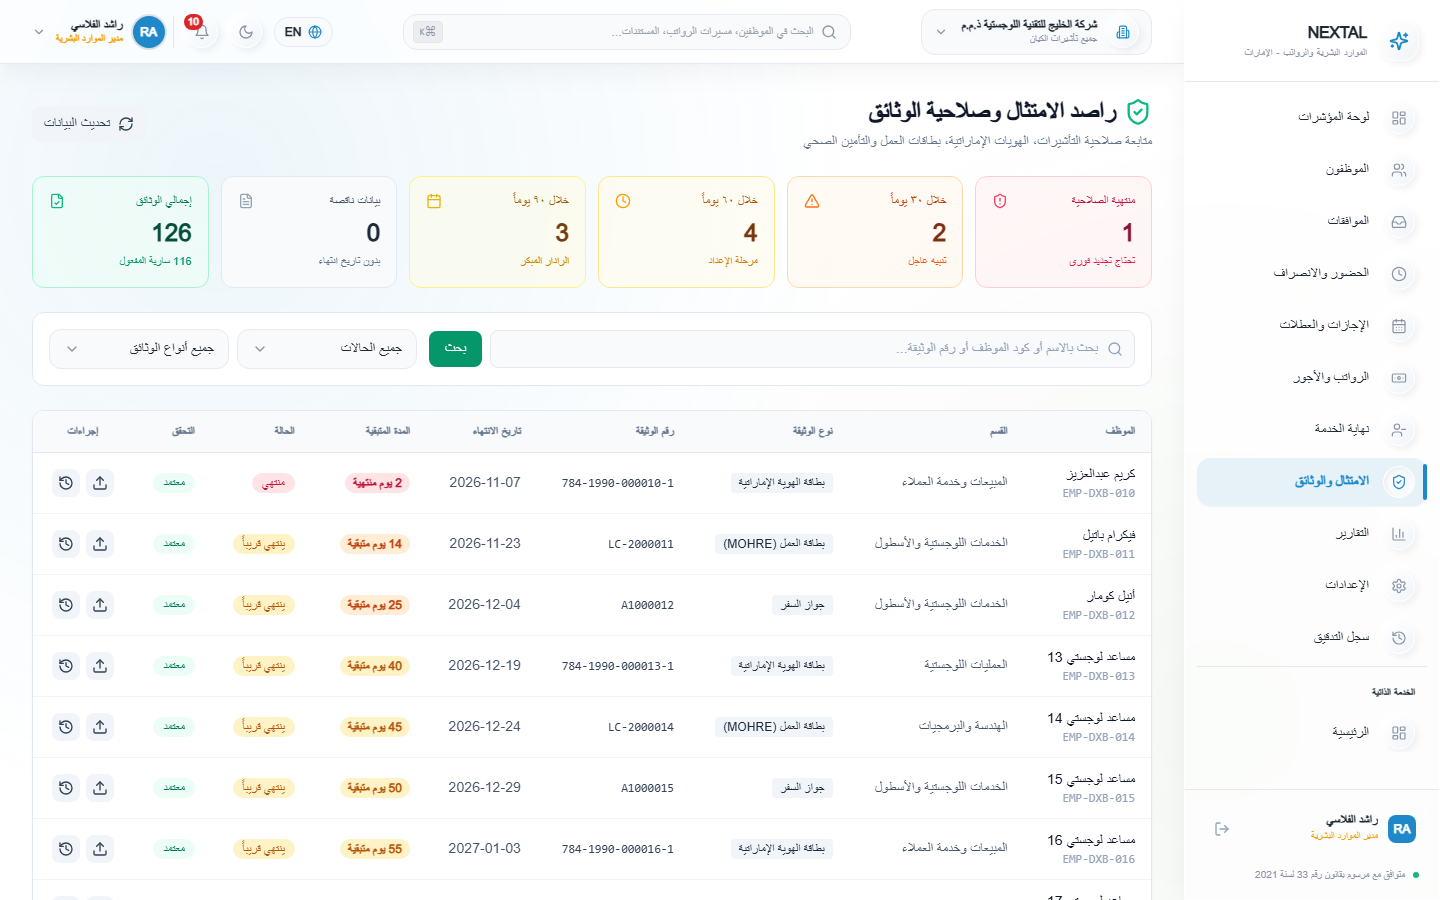 NEXTAL
الموارد البشرية والرواتب - الإمارات
لوحة المؤشرات
الموظفون
الموافقات
الحضور والانصراف
الإجازات والعطلات
الرواتب والأجور
نهاية الخدمة
الامتثال والوثائق
التقارير
الإعدادات
سجل التدقيق
الخدمة الذاتية
الرئيسية
RA
راشد الفلاسي
مدير الموارد البشرية
متوافق مع مرسوم بقانون رقم 33 لسنة 2021
شركة الخليج للتقنية اللوجستية ذ.م.م
جميع تأشيرات الكيان
البحث في الموظفين، مسيرات الرواتب، المستندات...
⌘K
EN
10
RA
راشد الفلاسي
مدير الموارد البشرية
راصد الامتثال وصلاحية الوثائق
متابعة صلاحية التأشيرات، الهويات الإماراتية، بطاقات العمل والتأمين الصحي
تحديث البيانات
منتهية الصلاحية
1
تحتاج تجديد فوري
خلال ٣٠ يوماً
2
تنبيه عاجل
خلال ٦٠ يوماً
4
مرحلة الإعداد
خلال ٩٠ يوماً
3
الرادار المبكر
بيانات ناقصة
0
بدون تاريخ انتهاء
إجمالي الوثائق
126
116 سارية المفعول
بحث بالاسم أو كود الموظف أو رقم الوثيقة...
بحث
جميع الحالات
جميع أنواع الوثائق
الموظف القسم نوع الوثيقة رقم الوثيقة تاريخ الانتهاء المدة المتبقية الحالة التحقق إجراءات
كريم عبدالعزيز المبيعات وخدمة العملاء بطاقة الهوية الإماراتية 784-1990-000010-1 2026-11-07 2 يوم منتهية منتهي معتمد
EMP-DXB-010
فيكرام باتيل الخدمات اللوجستية والأسطول بطاقة العمل (MOHRE) LC-2000011 2026-11-23 14 يوم متبقية ينتهي قريباً معتمد
EMP-DXB-011
أنيل كومار الخدمات اللوجستية والأسطول جواز السفر A1000012 2026-12-04 25 يوم متبقية ينتهي قريباً معتمد
EMP-DXB-012
مساعد لوجستي 13 العمليات اللوجستية بطاقة الهوية الإماراتية 784-1990-000013-1 2026-12-19 40 يوم متبقية ينتهي قريباً معتمد
EMP-DXB-013
مساعد لوجستي 14 الهندسة والبرمجيات بطاقة العمل (MOHRE) LC-2000014 2026-12-24 45 يوم متبقية ينتهي قريباً معتمد
EMP-DXB-014
مساعد لوجستي 15 الخدمات اللوجستية والأسطول جواز السفر A1000015 2026-12-29 50 يوم متبقية ينتهي قريباً معتمد
EMP-DXB-015
مساعد لوجستي 16 المبيعات وخدمة العملاء بطاقة الهوية الإماراتية 784-1990-000016-1 2027-01-03 55 يوم متبقية ينتهي قريباً معتمد
EMP-DXB-016